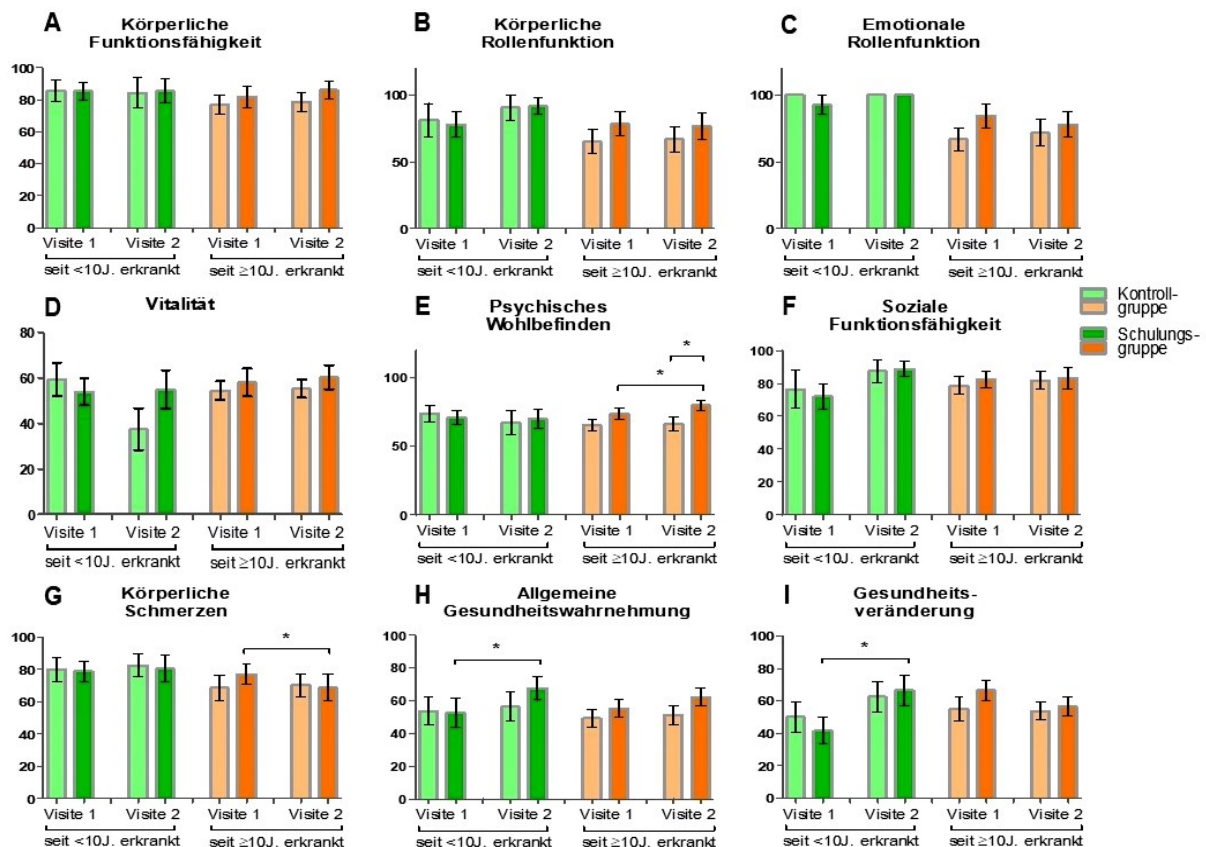 A Körperliche
Funktionsfähigkeit
100
80
60
40
20
0
Visite 1 Visite 2 Visite 1 Visite 2
seit <10J. erkrankt seit ≥10J. erkrankt
B Körperliche
Rollenfunktion
100
50
0
Visite 1 Visite 2 Visite 1 Visite 2
seit <10J. erkrankt seit ≥10J. erkrankt
C Emotionale
Rollenfunktion
100
50
0
Visite 1 Visite 2 Visite 1 Visite 2
seit <10J. erkrankt seit ≥10J. erkrankt
D Vitalität
80
60
40
20
0
Visite 1 Visite 2 Visite 1 Visite 2
seit <10J. erkrankt seit ≥10J. erkrankt
E Psychisches
Wohlbefinden
*
*
100
50
0
Visite 1 Visite 2 Visite 1 Visite 2
seit <10J. erkrankt seit ≥10J. erkrankt
F Soziale
Funktionsfähigkeit
100
80
60
40
20
0
Visite 1 Visite 2 Visite 1 Visite 2
seit <10J. erkrankt seit ≥10J. erkrankt
Kontroll-
gruppe
Schulungs-
gruppe
G Körperliche
Schmerzen
*
100
80
60
40
20
0
Visite 1 Visite 2 Visite 1 Visite 2
seit <10J. erkrankt seit ≥10J. erkrankt
H Allgemeine
Gesundheitswahrnehmung
*
100
80
60
40
20
0
Visite 1 Visite 2 Visite 1 Visite 2
seit <10J. erkrankt seit ≥10J. erkrankt
I Gesundheits-
veränderung
*
100
80
60
40
20
0
Visite 1 Visite 2 Visite 1 Visite 2
seit <10J. erkrankt seit ≥10J. erkrankt